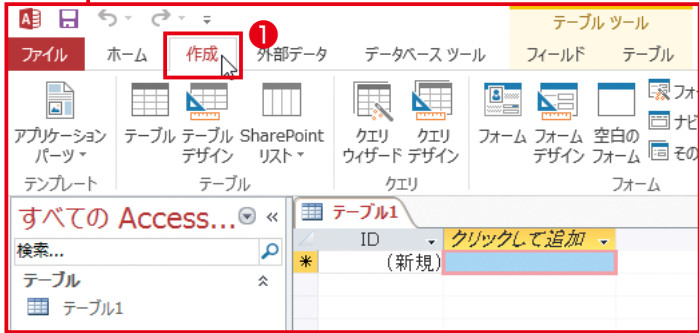 テーブル ツール
ファイル ホーム 作成 外部データ データベース ツール フィールド テーブル
1
アプリケーション パーツ
テーブル
テーブル デザイン
SharePoint リスト
クエリ ウィザード
クエリ デザイン
フォーム
フォーム デザイン
空白の フォーム
フォ
ナビ
その
テンプレート テーブル クエリ フォーム
すべての Access... «
検索...
テーブル
テーブル1
テーブル1
ID クリックして追加
* (新規)